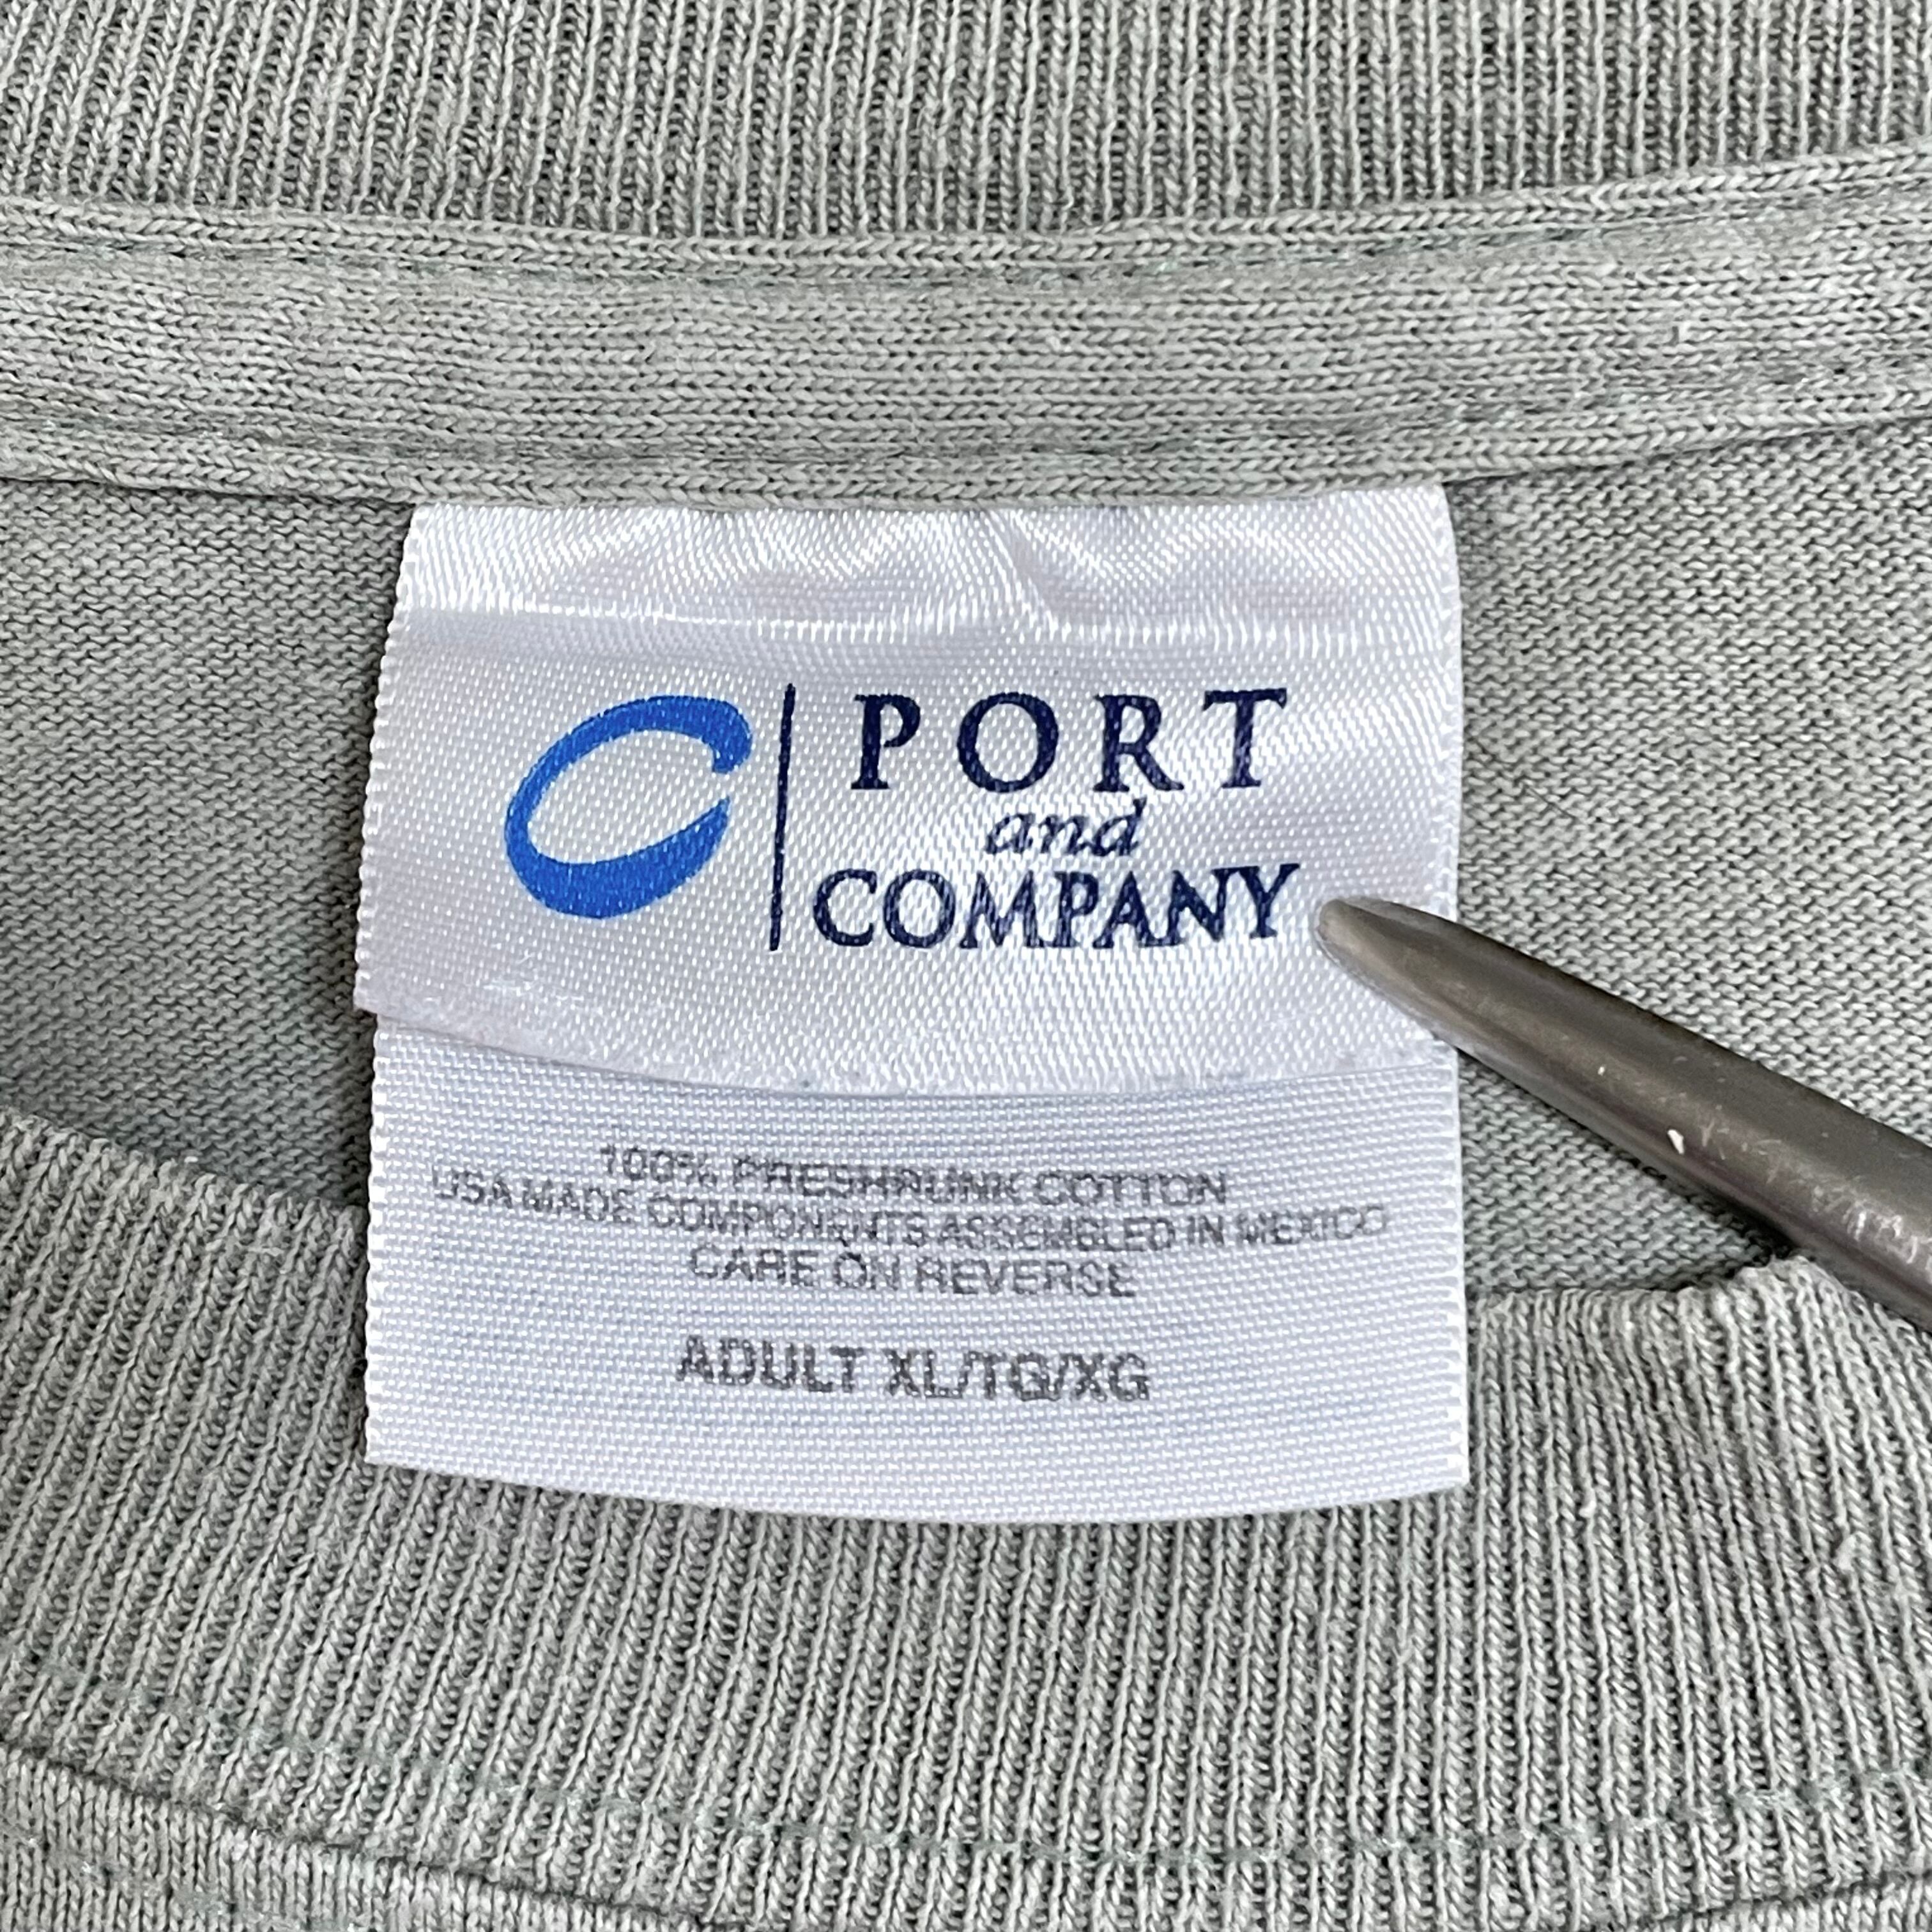 PORT
and
COMPANY
100% PRESHRUNK COTTON
USA MADE COMPONENTS ASSEMBLED IN MEXICO
CARE ON REVERSE
ADULT XL/TG/XG